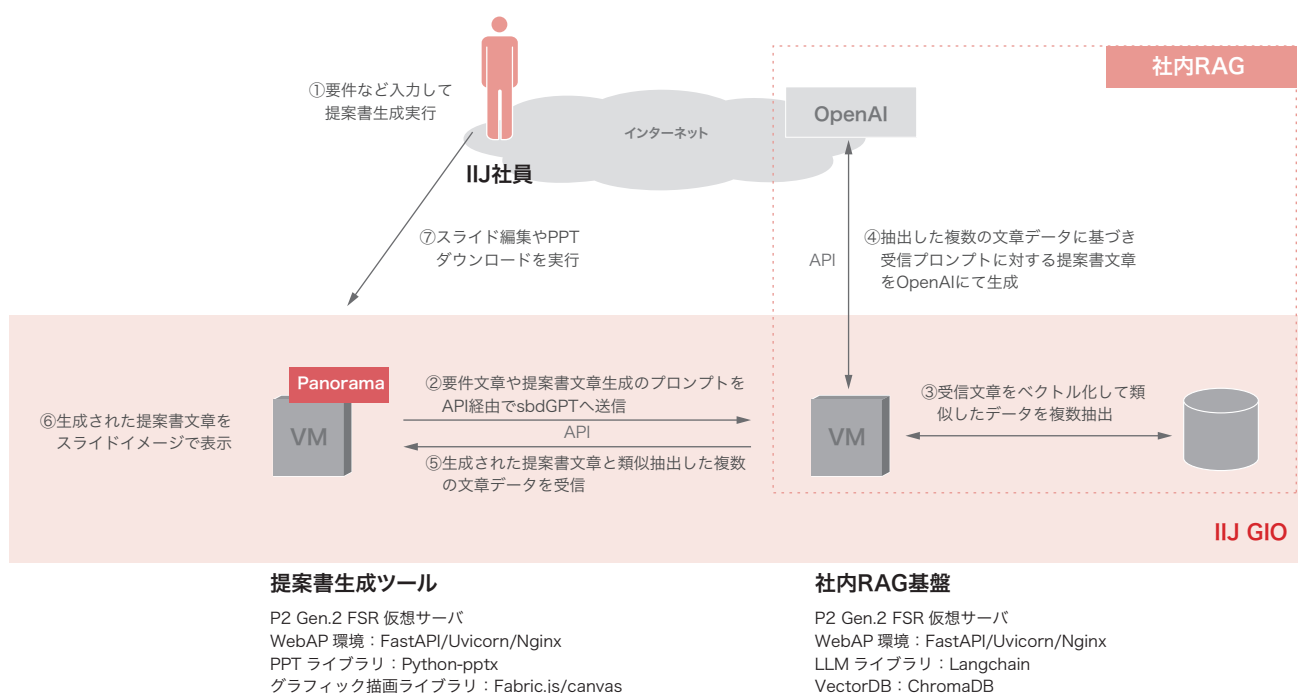 社内RAG
①要件など入力して
提案書生成実行
OpenAI
インターネット
IIJ社員
⑦スライド編集やPPT
ダウンロードを実行
API
④抽出した複数の文章データに基づき
受信プロンプトに対する提案書文章
をOpenAIにて生成
Panorama
VM
⑥生成された提案書文章を
スライドイメージで表示
②要件文章や提案書文章生成のプロンプトを
API経由でsbdGPTへ送信
API
⑤生成された提案書文章と類似抽出した複数
の文章データを受信
VM
③受信文章をベクトル化して類
似したデータを複数抽出
IIJ GIO
提案書生成ツール
P2 Gen.2 FSR 仮想サーバ
WebAP 環境：FastAPI/Uvicorn/Nginx
PPT ライブラリ：Python-pptx
グラフィック描画ライブラリ：Fabric.js/canvas
社内RAG基盤
P2 Gen.2 FSR 仮想サーバ
WebAP 環境：FastAPI/Uvicorn/Nginx
LLM ライブラリ：Langchain
VectorDB：ChromaDB